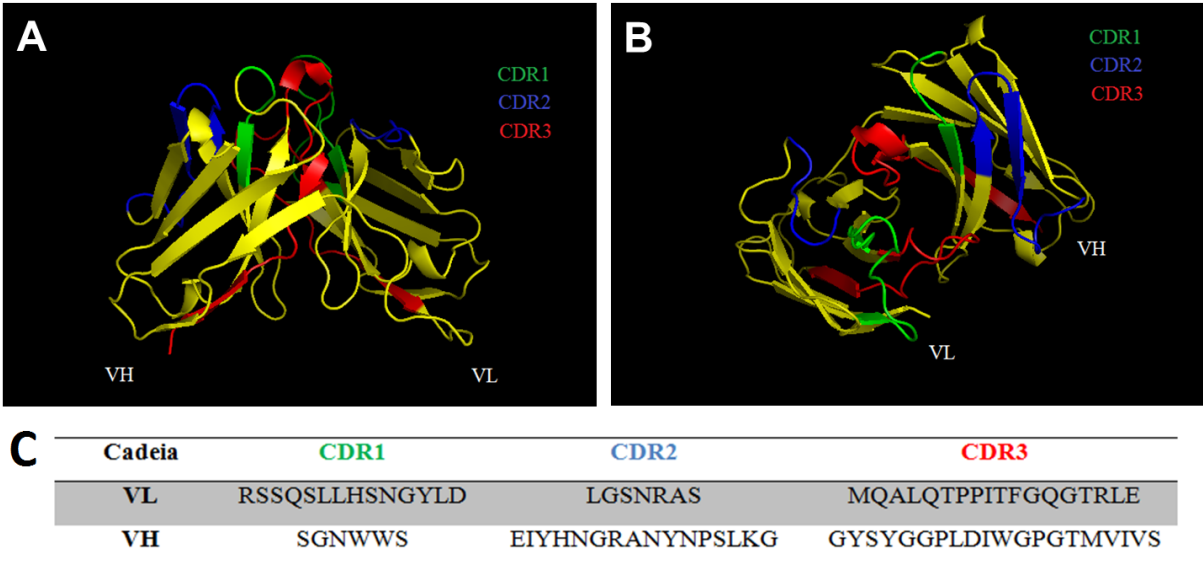 A
CDR1
CDR2
CDR3
VH
VL
B
CDR1
CDR2
CDR3
VH
VL
C
Cadeia CDR1 CDR2 CDR3
VL RSSQSLLHSNGYLD LGSNRAS MQALQTPPITFGQGTRLE
VH SGNWWS EIYHNGRANYNPSLKG GYSYGGPLDIWGPGTMVIVS